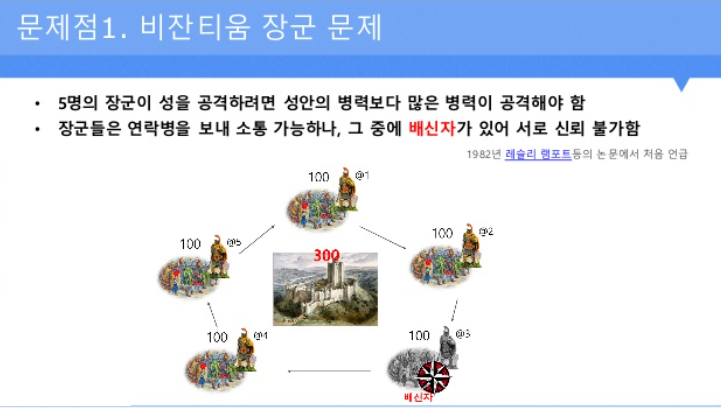 문제점1. 비잔티움 장군 문제
• 5명의 장군이 성을 공격하려면 성안의 병력보다 많은 병력이 공격해야 함
• 장군들은 연락병을 보내 소통 가능하나, 그 중에 배신자가 있어 서로 신뢰 불가함
1982년 레슬리 램포트등의 논문에서 처음 언급
100 @1
100 @2
100 @5
300
100 @3
100 @4
배신자